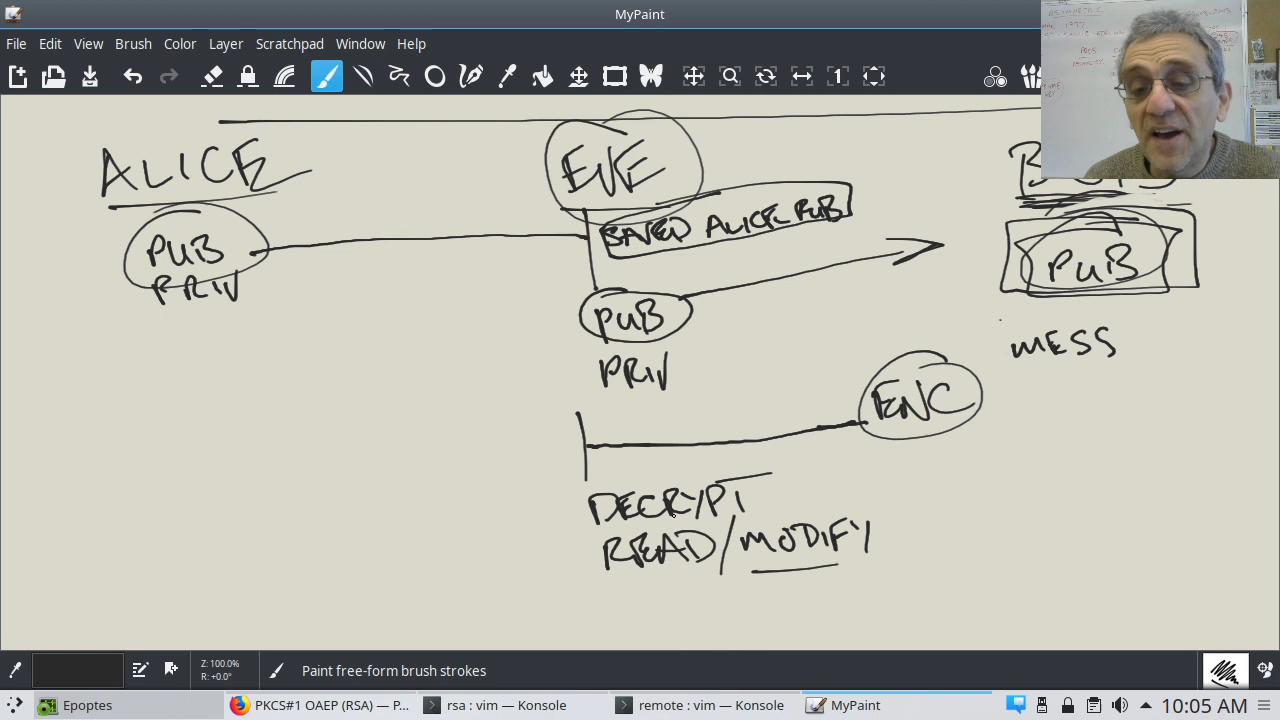 MyPaint
File Edit View Brush Color Layer Scratchpad Window Help
ALICE
EVE
SAVED ALICE PUB
PUB
PRIV
PUB
PRIV
PUB
MESS
ENC
DECRYPT
READ/MODIFY
Z: 100.0%
R: +0.0°
Paint free-form brush strokes
Epoptes
PKCS#1 OAEP (RSA) — P...
rsa : vim — Konsole
remote : vim — Konsole
MyPaint
10:05 AM